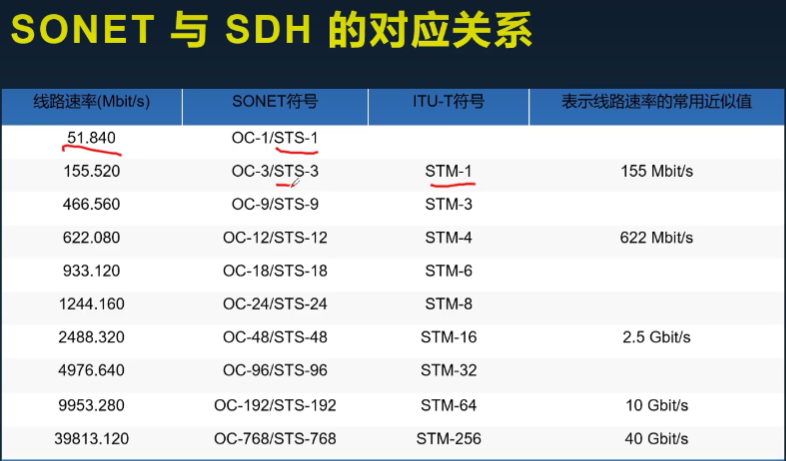 SONET 与 SDH 的对应关系
线路速率(Mbit/s) SONET符号 ITU-T符号 表示线路速率的常用近似值
51.840 OC-1/STS-1
155.520 OC-3/STS-3 STM-1 155 Mbit/s
466.560 OC-9/STS-9 STM-3
622.080 OC-12/STS-12 STM-4 622 Mbit/s
933.120 OC-18/STS-18 STM-6
1244.160 OC-24/STS-24 STM-8
2488.320 OC-48/STS-48 STM-16 2.5 Gbit/s
4976.640 OC-96/STS-96 STM-32
9953.280 OC-192/STS-192 STM-64 10 Gbit/s
39813.120 OC-768/STS-768 STM-256 40 Gbit/s